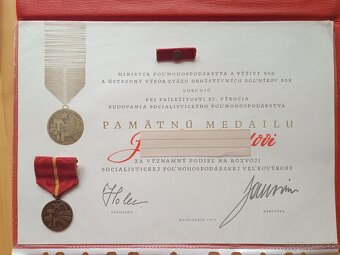 MINISTER POĽNOHOSPODÁRSTVA A VÝŽIVY SSR
A ÚSTREDNÝ VÝBOR ZVÄZU DRUŽSTEVNÝCH ROĽNÍKOV SSR
UDEĽUJÚ
PRI PRÍLEŽITOSTI 25. VÝROČIA
BUDOVANIA SOCIALISTICKÉHO POĽNOHOSPODÁRSTVA
PAMÄTNÚ MEDAILU
ZA VÝZNAMNÝ PODIEL NA ROZVOJI
SOCIALISTICKEJ POĽNOHOSPODÁRSKEJ VEĽKOVÝROBY
PREDSEDA
BRATISLAVA
MINISTER